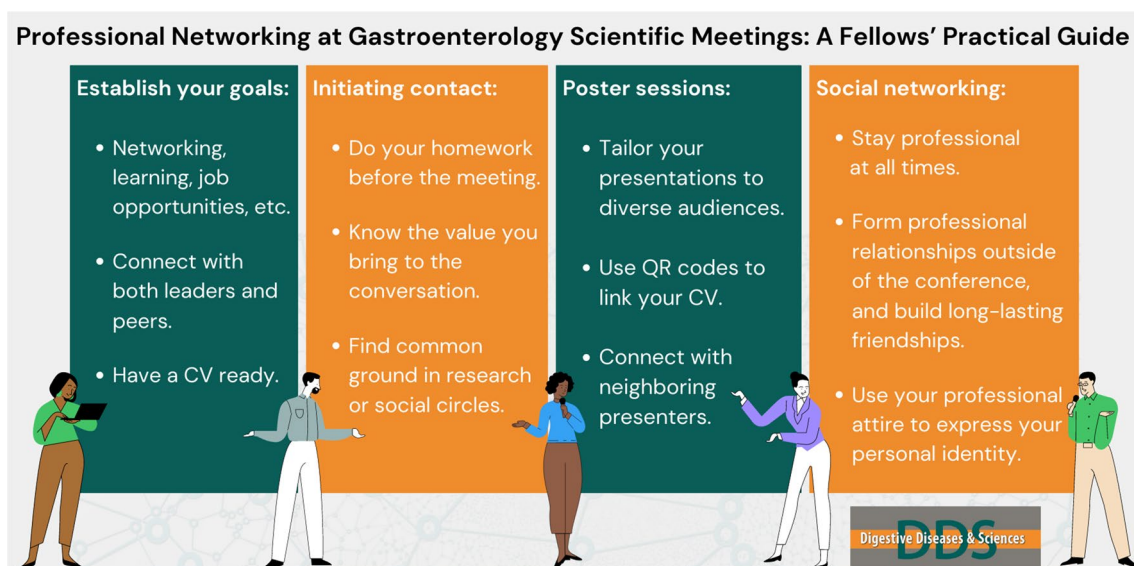 Professional Networking at Gastroenterology Scientific Meetings: A Fellows’ Practical Guide
Establish your goals:
• Networking,
learning, job
opportunities, etc.
• Connect with
both leaders and
peers.
• Have a CV ready.
Initiating contact:
• Do your homework
before the meeting.
• Know the value you
bring to the
conversation.
• Find common
ground in research
or social circles.
Poster sessions:
• Tailor your
presentations to
diverse audiences.
• Use QR codes to
link your CV.
• Connect with
neighboring
presenters.
Social networking:
• Stay professional
at all times.
• Form professional
relationships outside
of the conference,
and build long-lasting
friendships.
• Use your professional
attire to express your
personal identity.
DDS
Digestive Diseases & Sciences